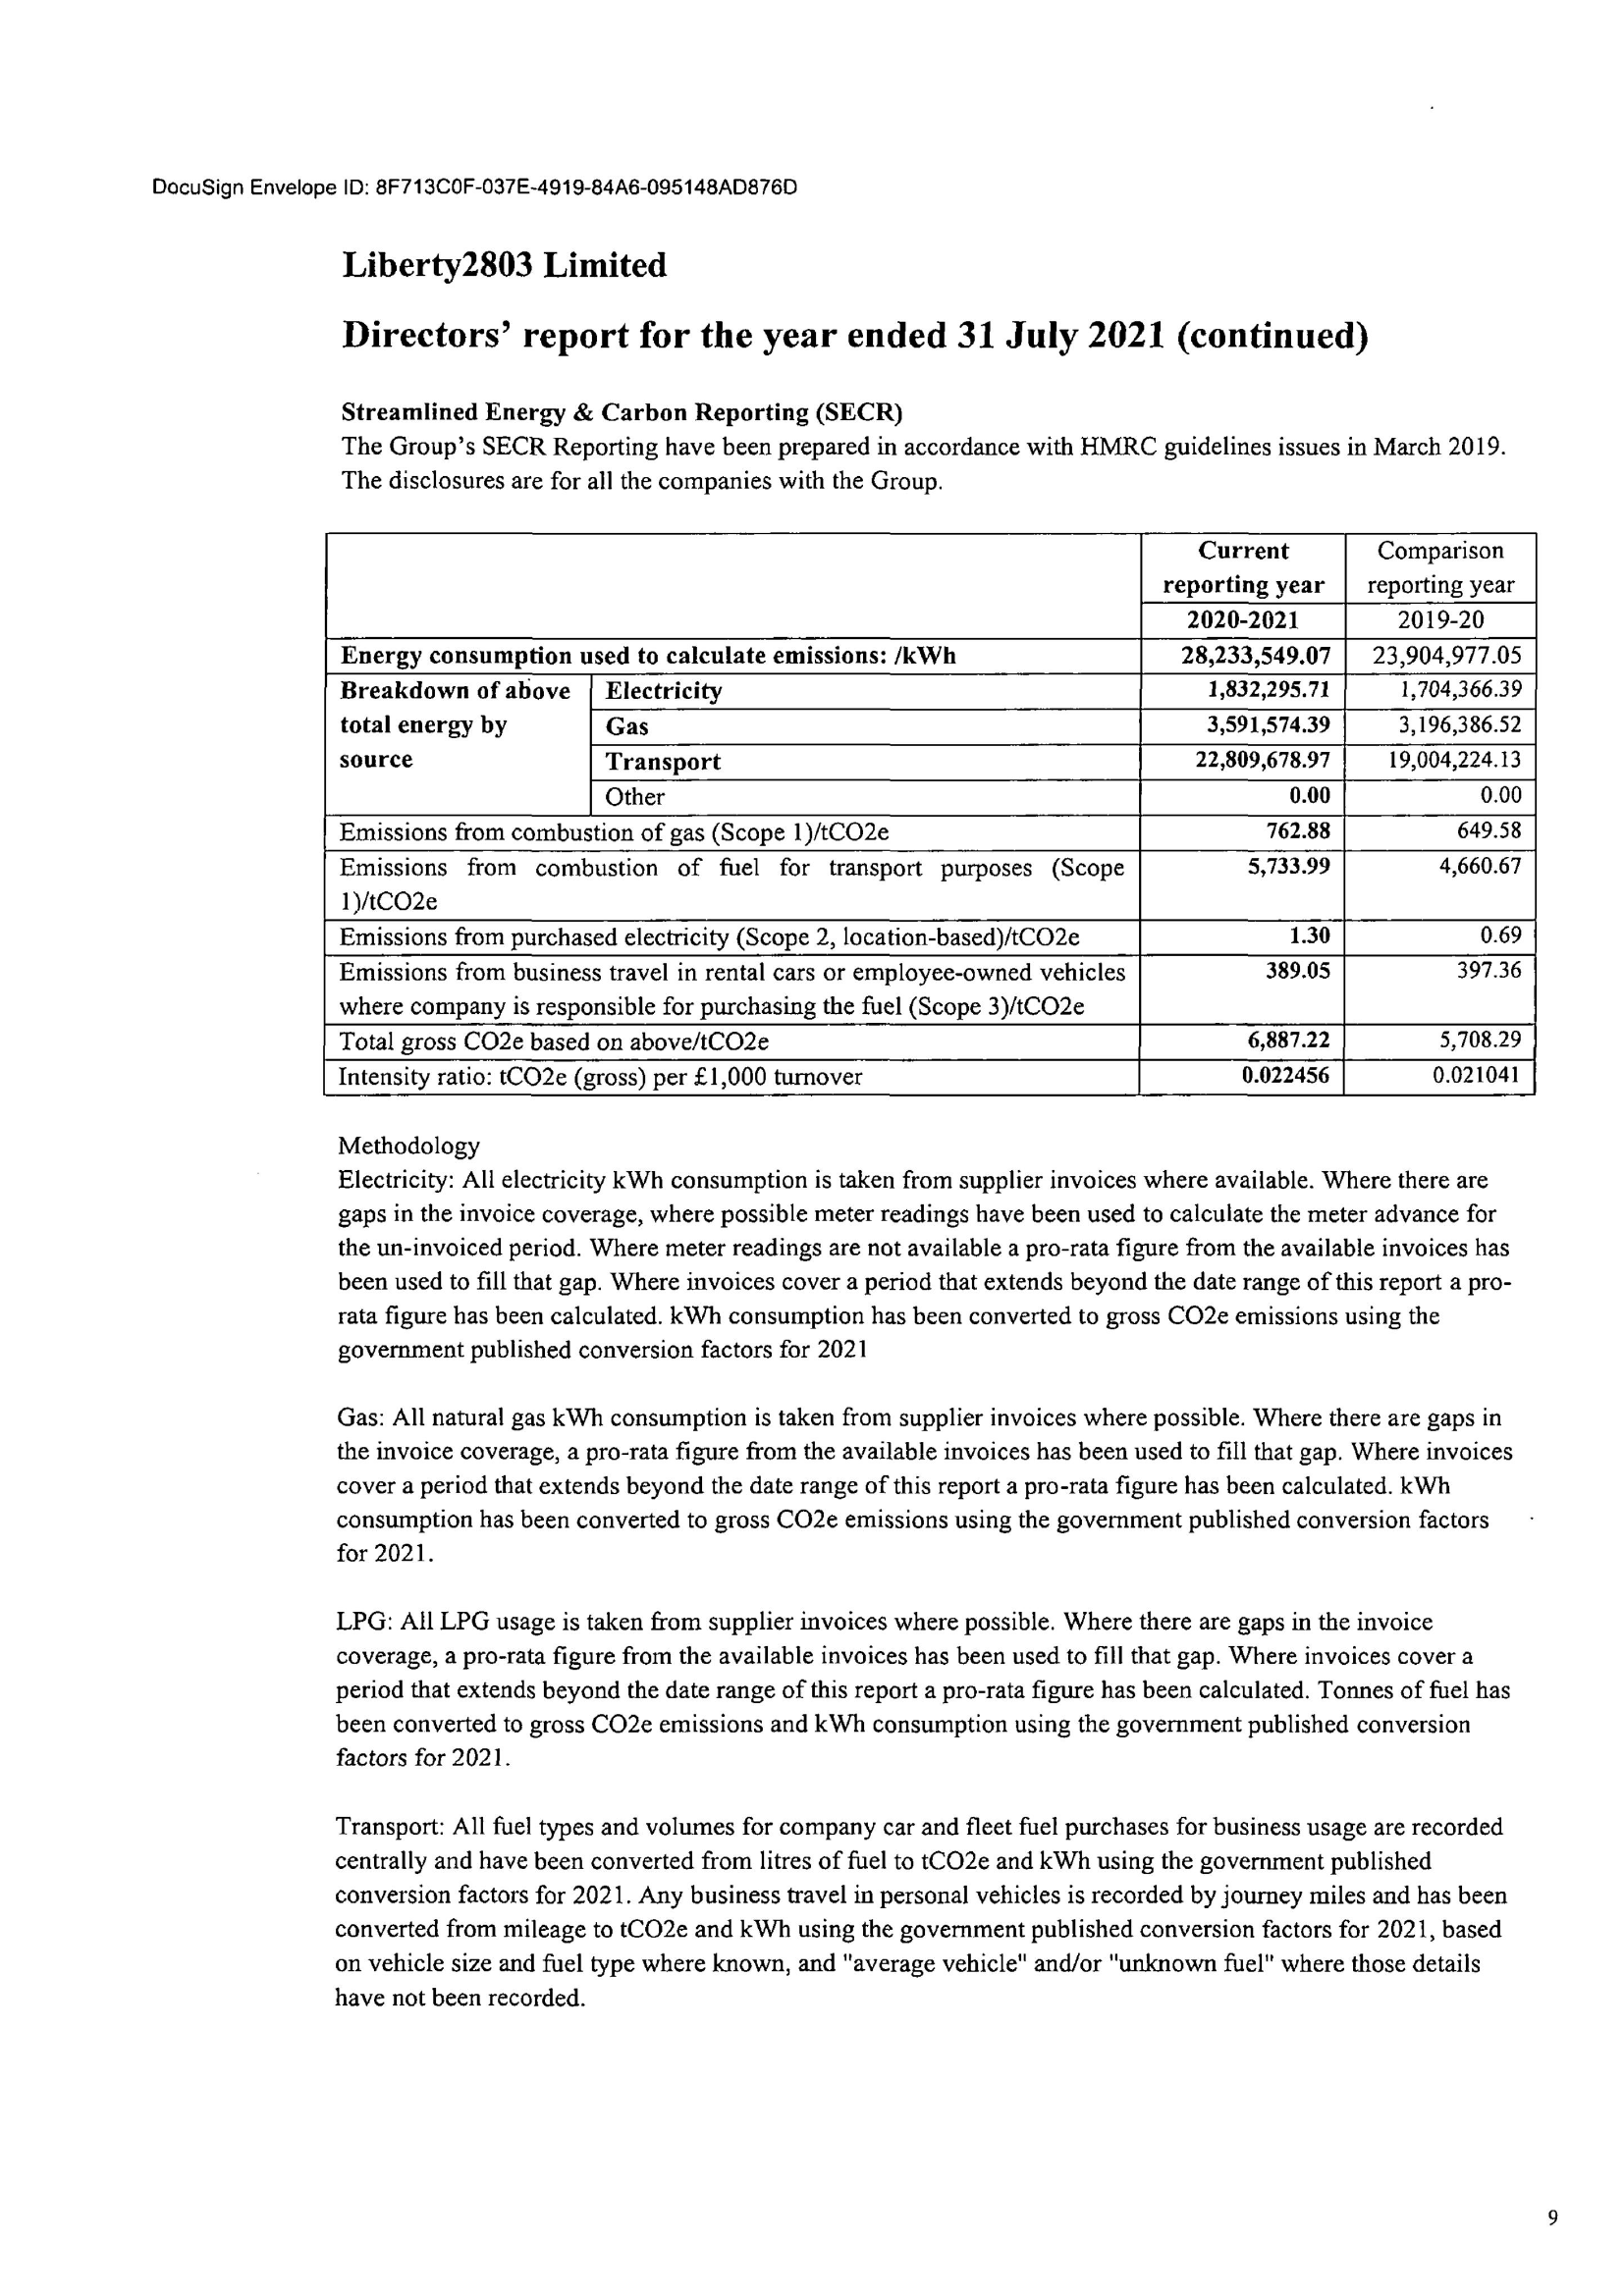 DocuSign Envelope ID: 8F713C0F-037E-4919-84A6-095148AD876D
Liberty2803 Limited
Directors’ report for the year ended 31 July 2021 (continued)
Streamlined Energy & Carbon Reporting (SECR)
The Group’s SECR Reporting have been prepared in accordance with HMRC guidelines issues in March 2019.
The disclosures are for all the companies with the Group.
Current Comparison
reporting year reporting year
2020-2021 2019-20
Energy consumption used to calculate emissions: /kWh 28,233,549.07 23,904,977.05
Breakdown of above Electricity 1,832,295.71 1,704,366.39
total energy by Gas 3,591,574.39 3,196,386.52
source Transport 22,809,678.97 19,004,224.13
Other 0.00 0.00
Emissions from combustion of gas (Scope 1)/tCO2e 762.88 649.58
Emissions from combustion of fuel for transport purposes (Scope 5,733.99 4,660.67
1)/tCO2e
Emissions from purchased electricity (Scope 2, location-based)/tCO2e 1.30 0.69
Emissions from business travel in rental cars or employee-owned vehicles 389.05 397.36
where company is responsible for purchasing the fuel (Scope 3)/tCO2e
Total gross CO2e based on above/tCO2e 6,887.22 5,708.29
Intensity ratio: tCO2e (gross) per £1,000 turnover 0.022456 0.021041
Methodology
Electricity: All electricity kWh consumption is taken from supplier invoices where available. Where there are
gaps in the invoice coverage, where possible meter readings have been used to calculate the meter advance for
the un-invoiced period. Where meter readings are not available a pro-rata figure from the available invoices has
been used to fill that gap. Where invoices cover a period that extends beyond the date range of this report a pro-
rata figure has been calculated. kWh consumption has been converted to gross CO2e emissions using the
government published conversion factors for 2021
Gas: All natural gas kWh consumption is taken from supplier invoices where possible. Where there are gaps in
the invoice coverage, a pro-rata figure from the available invoices has been used to fill that gap. Where invoices
cover a period that extends beyond the date range of this report a pro-rata figure has been calculated. kWh
consumption has been converted to gross CO2e emissions using the government published conversion factors
for 2021.
LPG: All LPG usage is taken from supplier invoices where possible. Where there are gaps in the invoice
coverage, a pro-rata figure from the available invoices has been used to fill that gap. Where invoices cover a
period that extends beyond the date range of this report a pro-rata figure has been calculated. Tonnes of fuel has
been converted to gross CO2e emissions and kWh consumption using the government published conversion
factors for 2021.
Transport: All fuel types and volumes for company car and fleet fuel purchases for business usage are recorded
centrally and have been converted from litres of fuel to tCO2e and kWh using the government published
conversion factors for 2021. Any business travel in personal vehicles is recorded by journey miles and has been
converted from mileage to tCO2e and kWh using the government published conversion factors for 2021, based
on vehicle size and fuel type where known, and "average vehicle" and/or "unknown fuel" where those details
have not been recorded.
9